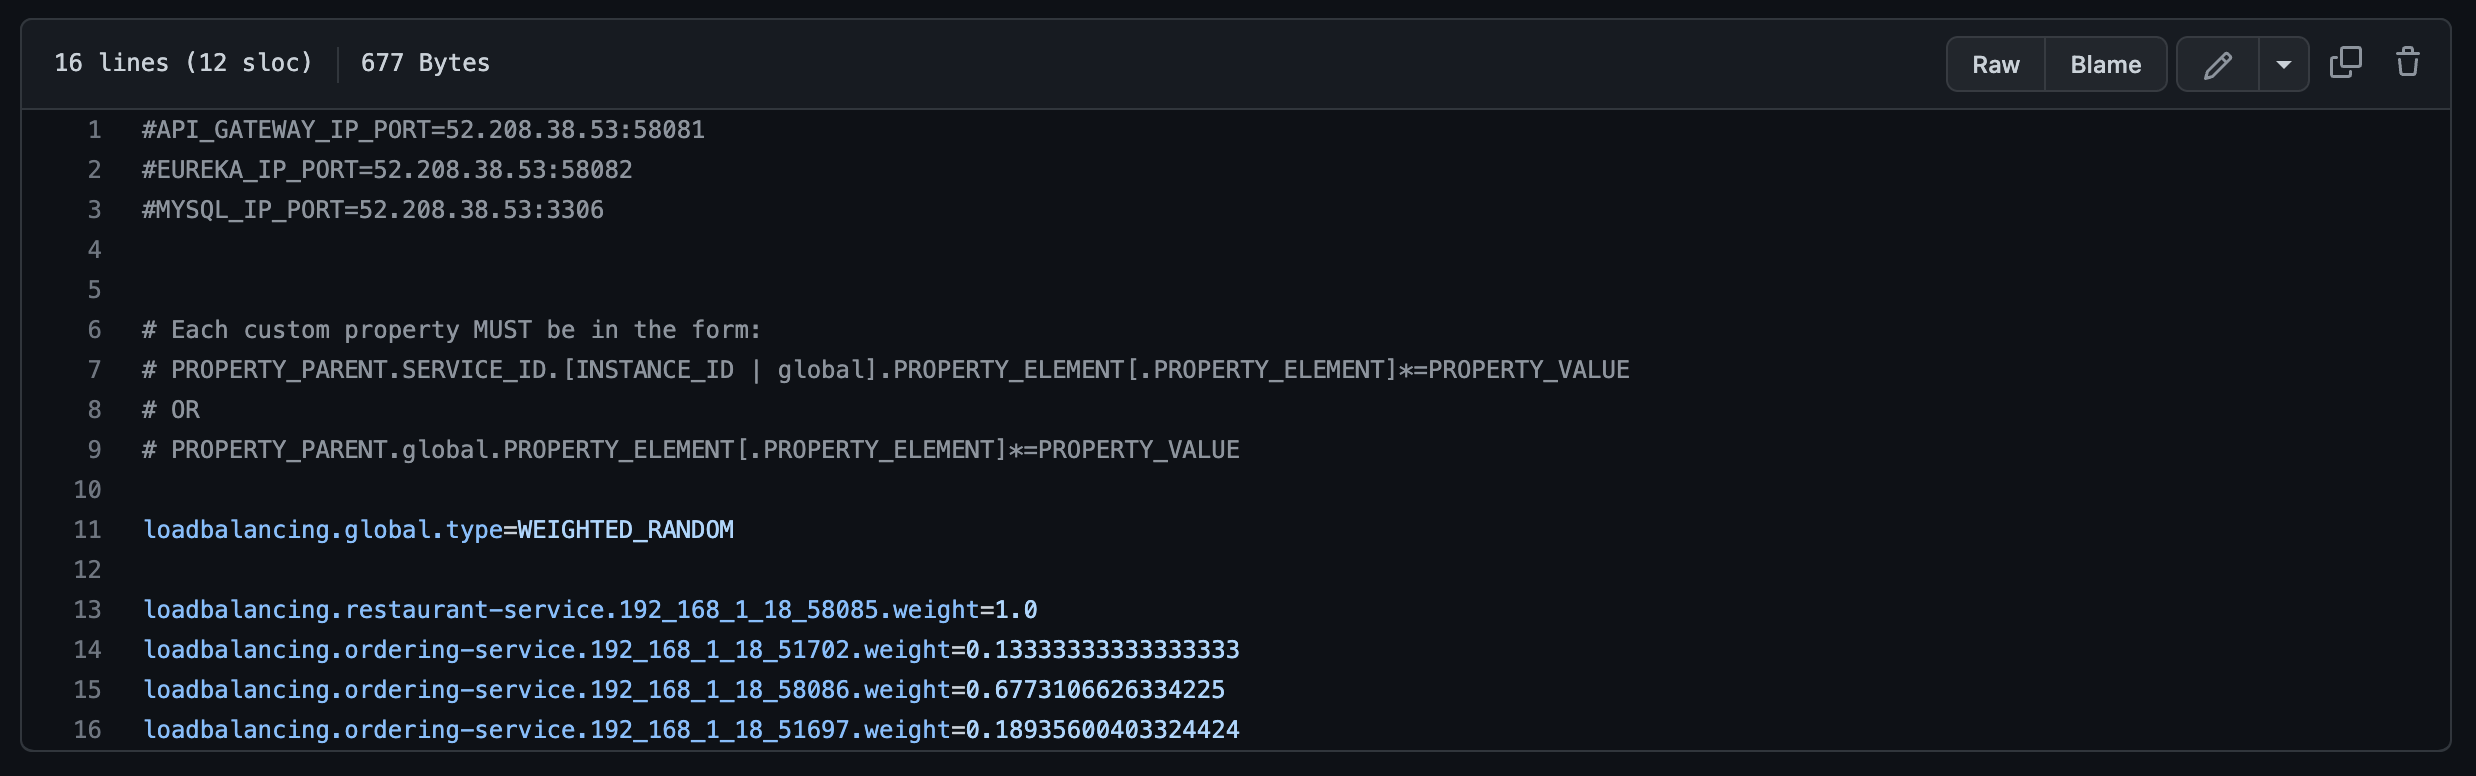 16 lines (12 sloc) 677 Bytes Raw Blame
1 #API_GATEWAY_IP_PORT=52.208.38.53:58081
2 #EUREKA_IP_PORT=52.208.38.53:58082
3 #MYSQL_IP_PORT=52.208.38.53:3306
4
5
6 # Each custom property MUST be in the form:
7 # PROPERTY_PARENT.SERVICE_ID.[INSTANCE_ID | global].PROPERTY_ELEMENT[.PROPERTY_ELEMENT]*=PROPERTY_VALUE
8 # OR
9 # PROPERTY_PARENT.global.PROPERTY_ELEMENT[.PROPERTY_ELEMENT]*=PROPERTY_VALUE
10
11 loadbalancing.global.type=WEIGHTED_RANDOM
12
13 loadbalancing.restaurant-service.192_168_1_18_58085.weight=1.0
14 loadbalancing.ordering-service.192_168_1_18_51702.weight=0.13333333333333333
15 loadbalancing.ordering-service.192_168_1_18_58086.weight=0.6773106626334225
16 loadbalancing.ordering-service.192_168_1_18_51697.weight=0.18935600403324424